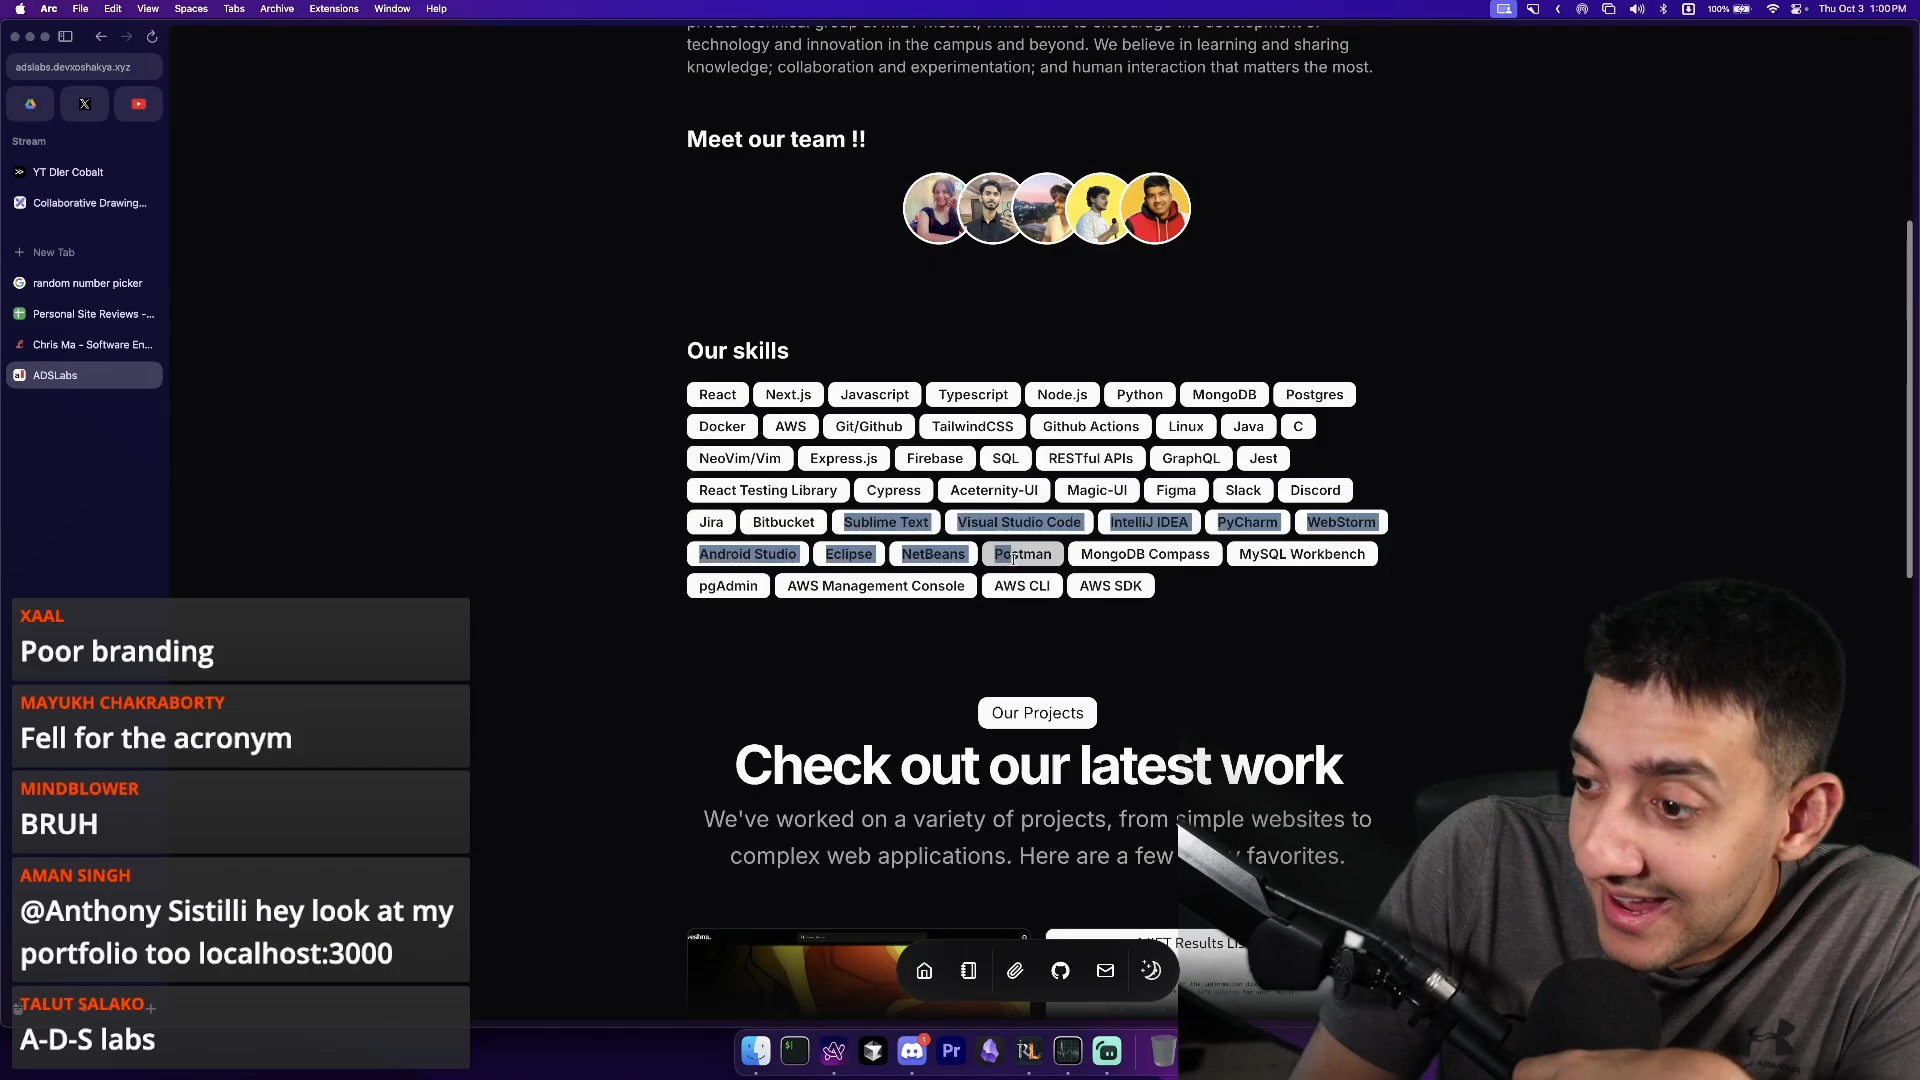 Arc File Edit View Spaces Tabs Archive Extensions Window Help
100% Thu Oct 3 1:00PM
adslabs.devxoshakya.xyz
Stream
YT Dler Cobalt
Collaborative Drawing...
New Tab
random number picker
Personal Site Reviews -...
Chris Ma - Software En...
ADSLabs
technology and innovation in the campus and beyond. We believe in learning and sharing
knowledge; collaboration and experimentation; and human interaction that matters the most.
Meet our team !!
Our skills
React Next.js Javascript Typescript Node.js Python MongoDB Postgres
Docker AWS Git/Github TailwindCSS Github Actions Linux Java C
NeoVim/Vim Express.js Firebase SQL RESTful APIs GraphQL Jest
React Testing Library Cypress Aceternity-UI Magic-UI Figma Slack Discord
Jira Bitbucket Sublime Text Visual Studio Code IntelliJ IDEA PyCharm WebStorm
Android Studio Eclipse NetBeans Postman MongoDB Compass MySQL Workbench
pgAdmin AWS Management Console AWS CLI AWS SDK
Our Projects
Check out our latest work
We've worked on a variety of projects, from simple websites to
complex web applications. Here are a few favorites.
Results Lis
XAAL
Poor branding
MAYUKH CHAKRABORTY
Fell for the acronym
MINDBLOWER
BRUH
AMAN SINGH
@Anthony Sistilli hey look at my
portfolio too localhost:3000
TALUT SALAKO
A-D-S labs
Pr